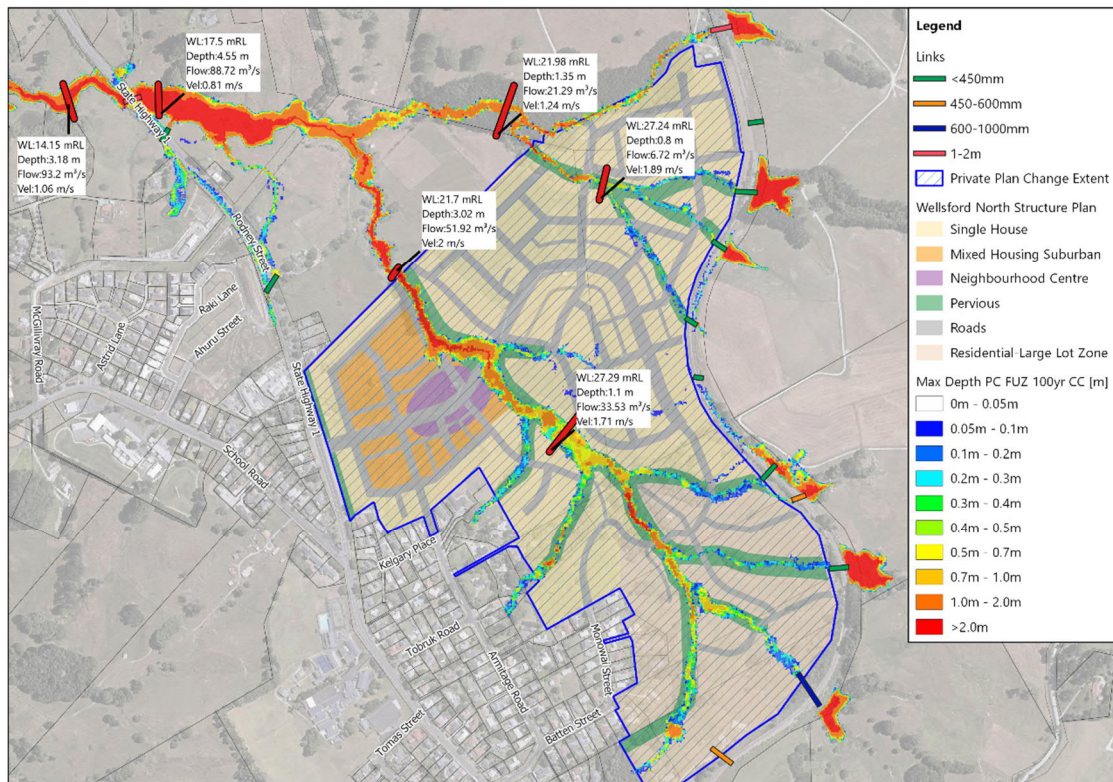 WL:17.5 mRL
Depth:4.55 m
Flow:88.72 m³/s
Vel:0.81 m/s
WL:21.98 mRL
Depth:1.35 m
Flow:21.29 m³/s
Vel:1.24 m/s
State Highway 1
WL:14.15 mRL
Depth:3.18 m
Flow:93.2 m³/s
Vel:1.06 m/s
WL:27.24 mRL
Depth:0.8 m
Flow:6.72 m³/s
Vel:1.89 m/s
WL:21.7 mRL
Depth:3.02 m
Flow:51.92 m³/s
Vel:2 m/s
Rodney Street
Raki Lane
Ahuru Street
Astrid Lane
McGillivray Road
State Highway 1
WL:27.29 mRL
Depth:1.1 m
Flow:33.53 m³/s
Vel:1.71 m/s
School Road
Kelgary Place
Tobruk Road
Armitage Road
Monowai Street
Batten Street
Tomas Street
Legend
Links
<450mm
450-600mm
600-1000mm
1-2m
Private Plan Change Extent
Wellsford North Structure Plan
Single House
Mixed Housing Suburban
Neighbourhood Centre
Pervious
Roads
Residential-Large Lot Zone
Max Depth PC FUZ 100yr CC [m]
0m - 0.05m
0.05m - 0.1m
0.1m - 0.2m
0.2m - 0.3m
0.3m - 0.4m
0.4m - 0.5m
0.5m - 0.7m
0.7m - 1.0m
1.0m - 2.0m
>2.0m